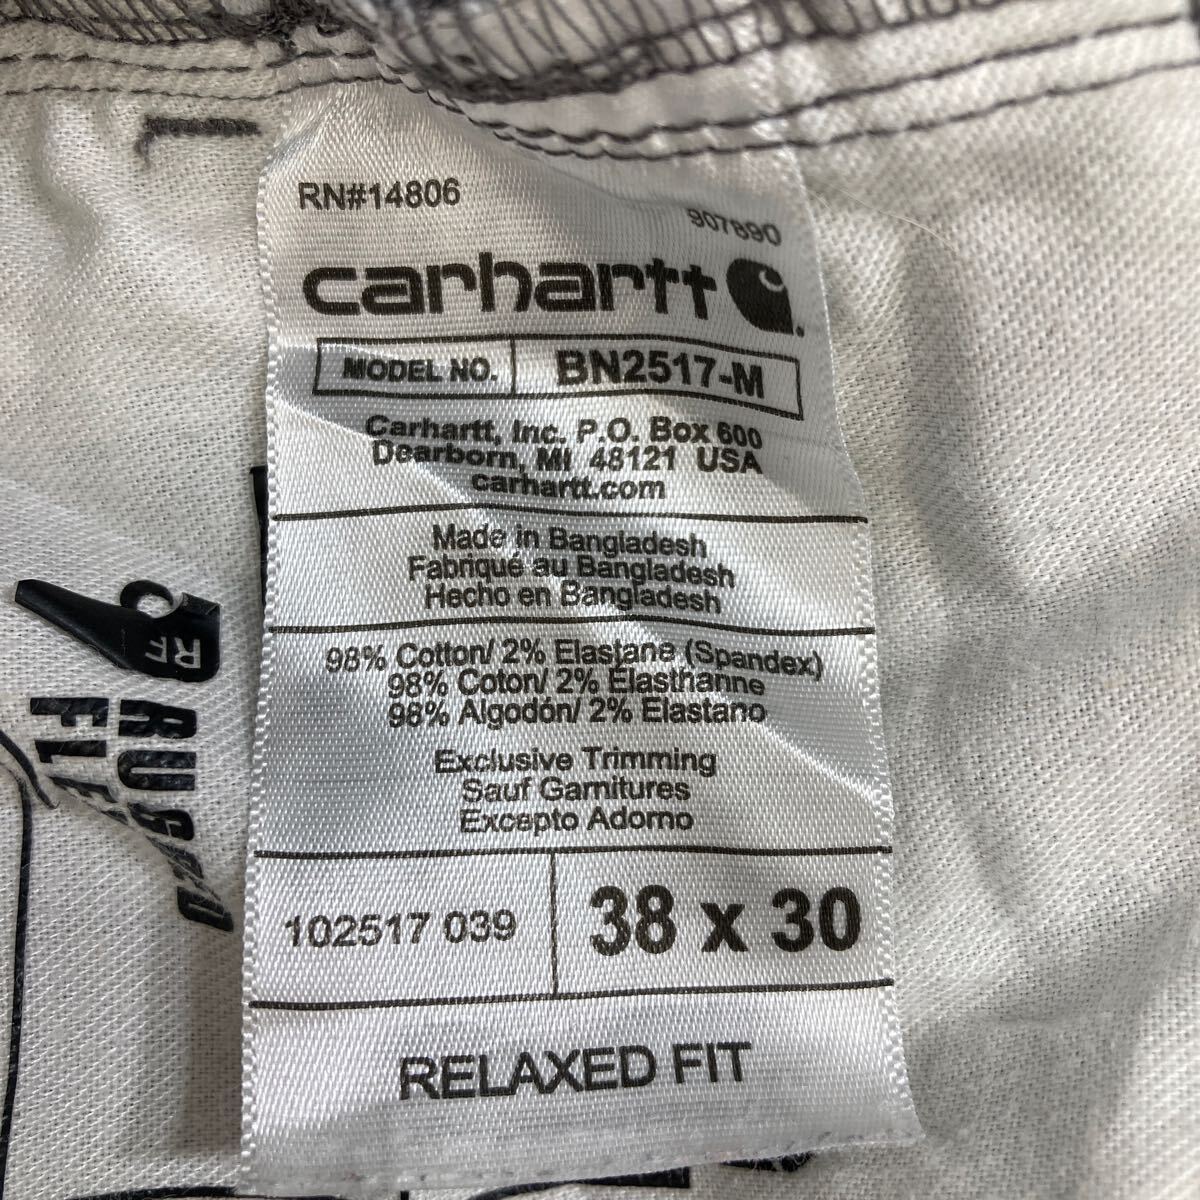 RN#14806
907890
carhartt
MODEL NO. BN2517-M
Carhartt, Inc. P.O. Box 600
Dearborn, MI 48121 USA
carhartt.com
Made in Bangladesh
Fabriqué au Bangladesh
Hecho en Bangladesh
98% Cotton/ 2% Elastane (Spandex)
98% Coton/ 2% Élasthanne
98% Algodón/ 2% Elastano
Exclusive Trimming
Sauf Garnitures
Excepto Adorno
102517 039
38 x 30
RELAXED FIT
RF